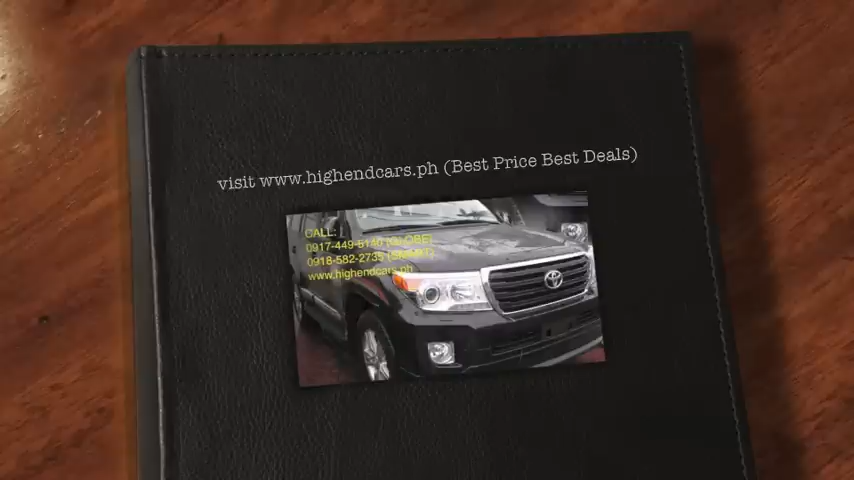 visit www.highendcars.ph (Best Price Best Deals)
CALL:
0917-449-5140 (GLOBE)
0918-582-2735 (SMART)
www.highendcars.ph